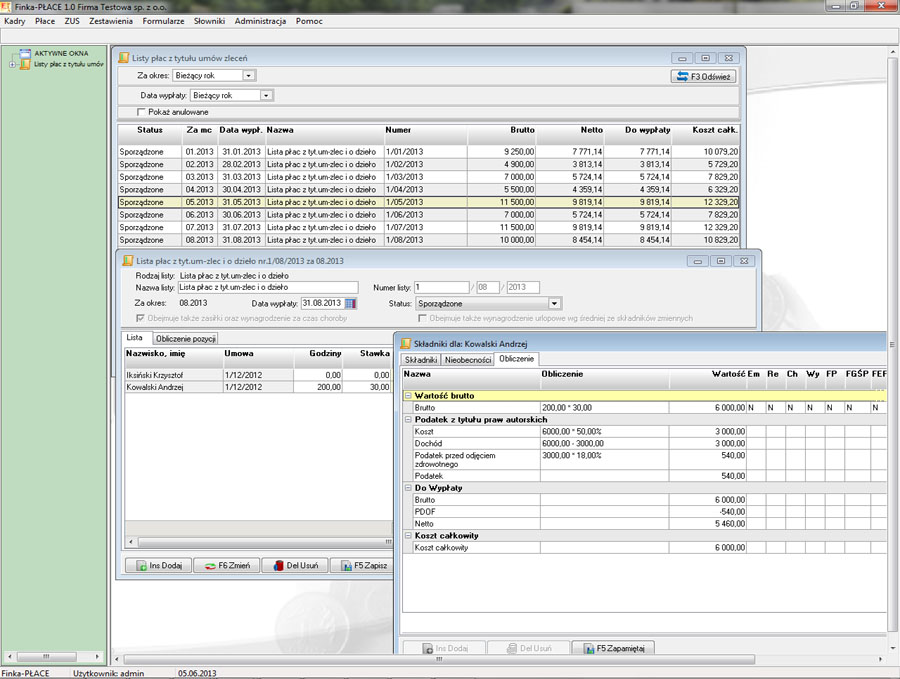 Finka-PŁACE 1.0 Firma Testowa sp. z o.o.
Kadry Płace ZUS Zestawienia Formularze Słowniki Administracja Pomoc
AKTYWNE OKNA
Listy płac z tytułu umów
Listy płac z tytułu umów zleceń
Za okres: Bieżący rok
F3 Odśwież
Data wypłaty: Bieżący rok
Pokaż anulowane
Status Za mc Data wypł. Nazwa Numer Brutto Netto Do wypłaty Koszt całk.
Sporządzone 01.2013 31.01.2013 Lista płac z tyt.um-zlec i o dzieło 1/01/2013 9 250,00 7 771,14 7 771,14 10 079,20
Sporządzone 02.2013 28.02.2013 Lista płac z tyt.um-zlec i o dzieło 1/02/2013 4 900,00 3 813,14 3 813,14 5 729,20
Sporządzone 03.2013 31.03.2013 Lista płac z tyt.um-zlec i o dzieło 1/03/2013 7 000,00 5 724,14 5 724,14 7 829,20
Sporządzone 04.2013 30.04.2013 Lista płac z tyt.um-zlec i o dzieło 1/04/2013 5 500,00 4 359,14 4 359,14 6 329,20
Sporządzone 05.2013 31.05.2013 Lista płac z tyt.um-zlec i o dzieło 1/05/2013 11 500,00 9 819,14 9 819,14 12 329,20
Sporządzone 06.2013 30.06.2013 Lista płac z tyt.um-zlec i o dzieło 1/06/2013 7 000,00 5 724,14 5 724,14 7 829,20
Sporządzone 07.2013 31.07.2013 Lista płac z tyt.um-zlec i o dzieło 1/07/2013 11 500,00 9 819,14 9 819,14 12 329,20
Sporządzone 08.2013 31.08.2013 Lista płac z tyt.um-zlec i o dzieło 1/08/2013 10 000,00 8 454,14 8 454,14 10 829,20
Lista płac z tyt.um-zlec i o dzieło nr.1/08/2013 za 08.2013
Rodzaj listy: Lista płac z tyt.um-zlec i o dzieło
Nazwa listy: Lista płac z tyt.um-zlec i o dzieło Numer listy: 1 / 08 / 2013
Za okres: 08.2013 Data wypłaty: 31.08.2013 Status: Sporządzone
Obejmuje także zasiłki oraz wynagrodzenie za czas choroby Obejmuje także wynagrodzenie urlopowe wg średniej ze składników zmiennych
Lista Obliczenie pozycji
Nazwisko, imię Umowa Godziny Stawka
Iksiński Krzysztof 1/12/2012 0,00 0,00
Kowalski Andrzej 1/12/2012 200,00 30,00
Ins Dodaj F6 Zmień Del Usuń F5 Zapisz
Składniki dla: Kowalski Andrzej
Składniki Nieobecności Obliczenie
Nazwa Obliczenie Wartość Em Re Ch Wy FP FGŚP FEP
Wartość brutto
Brutto 200,00 * 30,00 6 000,00 N N N N N N N
Podatek z tytułu praw autorskich
Koszt 6000,00 * 50,00% 3 000,00
Dochód 6000,00 - 3000,00 3 000,00
Podatek przed odjęciem zdrowotnego 3000,00 * 18,00% 540,00
Podatek 540,00
Do Wypłaty
Brutto 6 000,00
PDOF -540,00
Netto 5 460,00
Koszt całkowity
Koszt całkowity 6 000,00
Ins Dodaj Del Usuń F5 Zapamiętaj
Finka-PŁACE Użytkownik: admin 05.06.2013